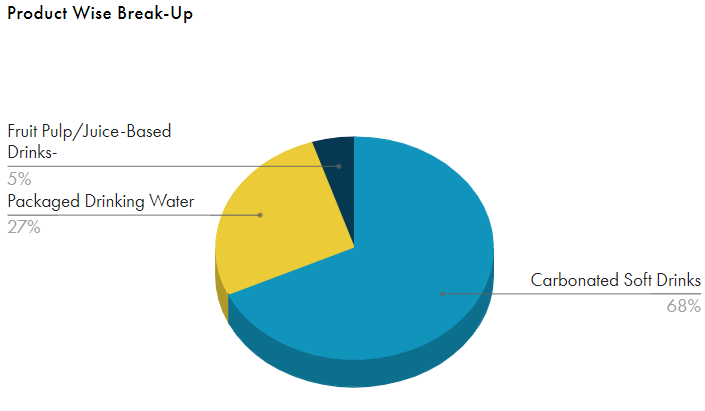 Product Wise Break-Up
Fruit Pulp/Juice-Based
Drinks-
5%
Packaged Drinking Water
27%
Carbonated Soft Drinks
68%